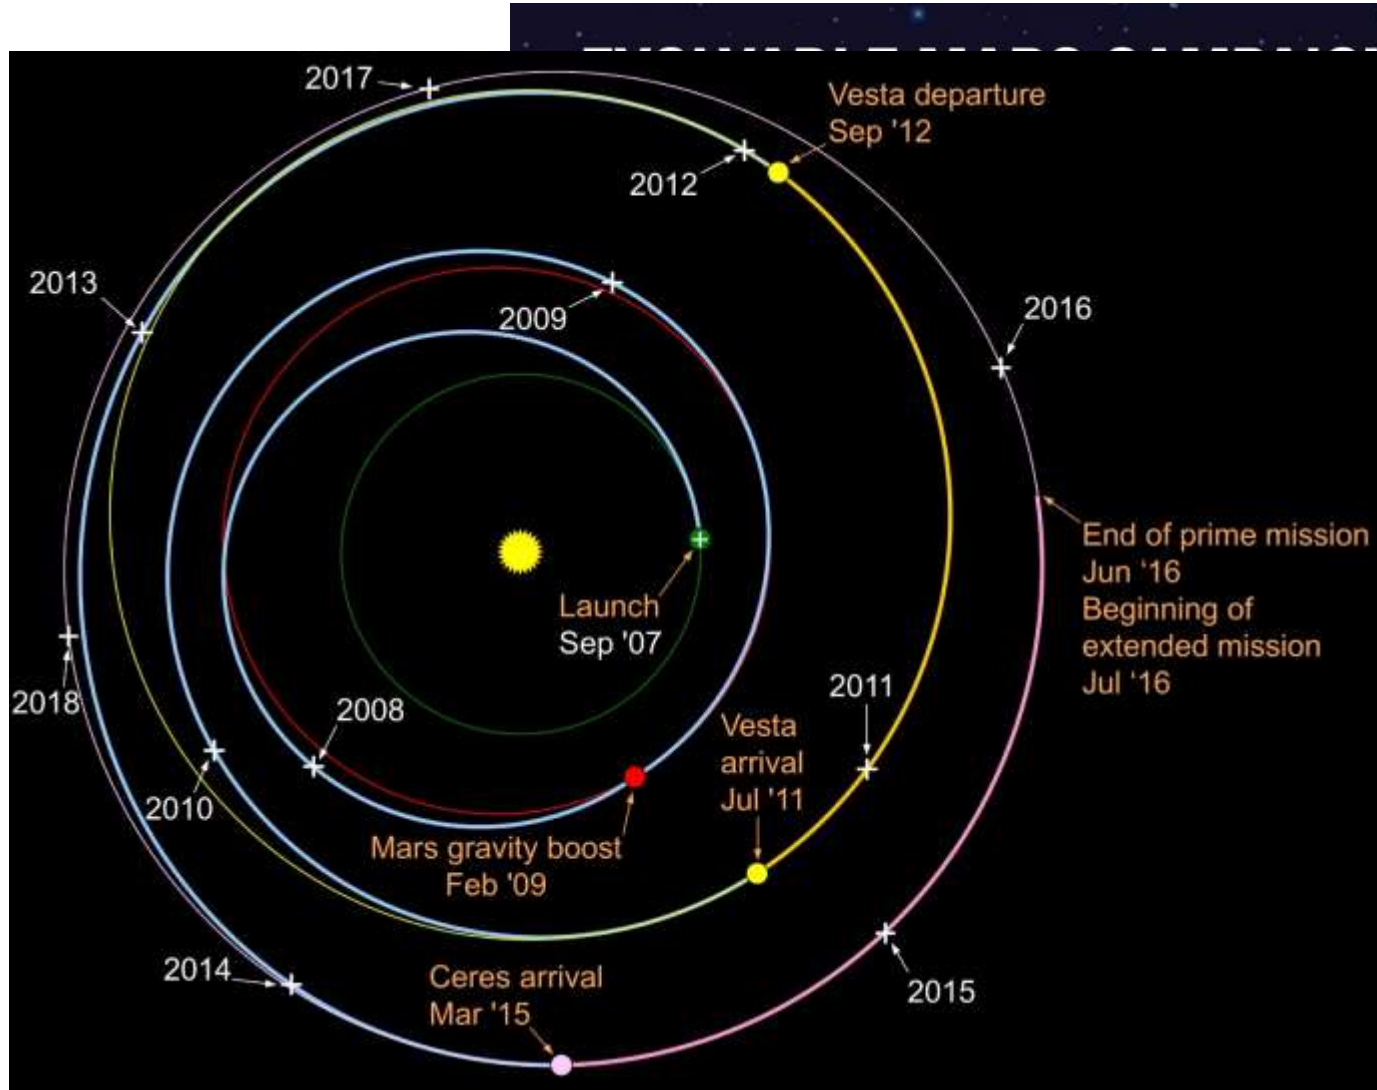 2017
Vesta departure
Sep '12
2012
2013
2009
2016
Launch
Sep '07
End of prime mission
Jun ‘16
Beginning of
extended mission
Jul ‘16
2018
2008
2011
Vesta
arrival
Jul '11
2010
Mars gravity boost
Feb '09
2014
Ceres arrival
Mar '15
2015